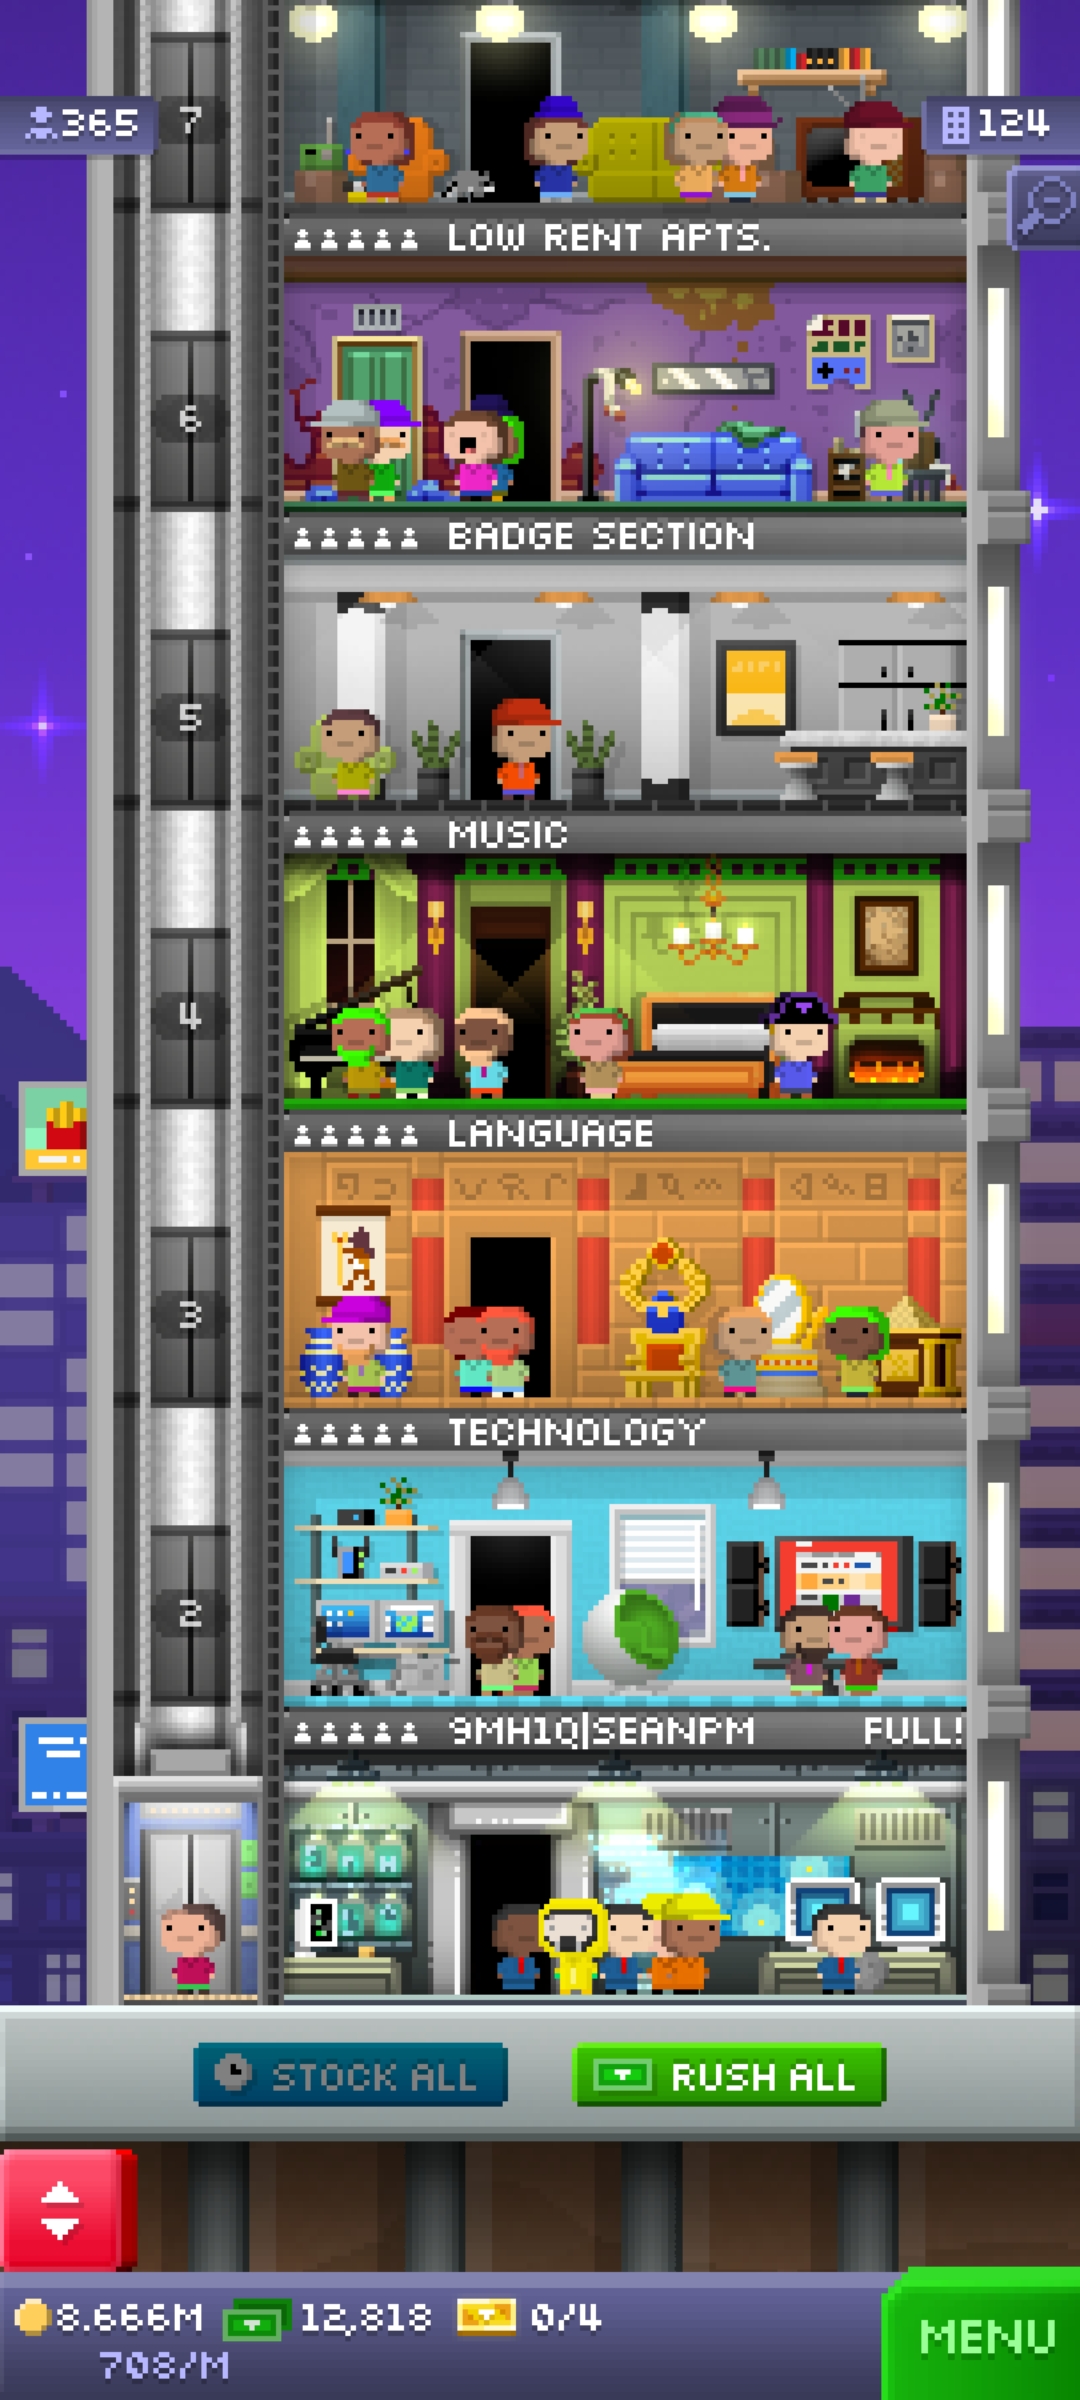 365
7
124
LOW RENT APTS.
6
BADGE SECTION
5
MUSIC
4
LANGUAGE
3
TECHNOLOGY
2
9MH1Q|SEANPM FULL!
STOCK ALL
RUSH ALL
8.666M 12,818 0/4
708/M
MENU